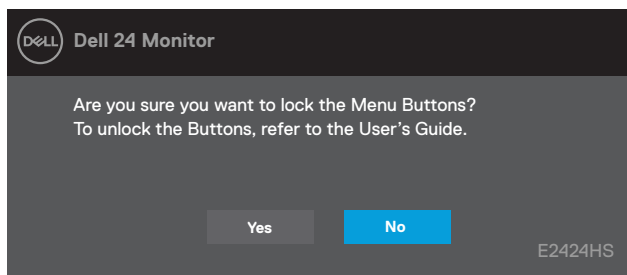 DELL Dell 24 Monitor
Are you sure you want to lock the Menu Buttons?
To unlock the Buttons, refer to the User’s Guide.
Yes No
E2424HS